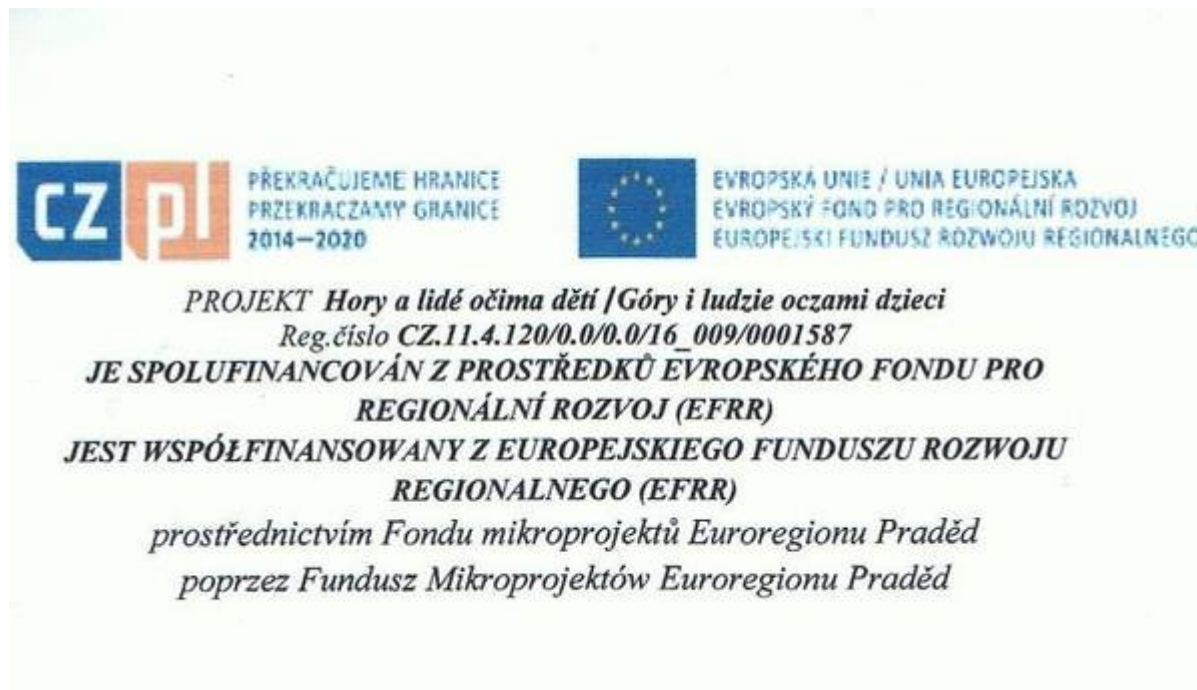 CZ pl
PŘEKRAČUJEME HRANICE
PRZEKRACZAMY GRANICE
2014—2020
EVROPSKÁ UNIE / UNIA EUROPEJSKA
EVROPSKÝ FOND PRO REGIONÁLNÍ ROZVOJ
EUROPEJSKI FUNDUSZ ROZWOJU REGIONALNEGO
PROJEKT Hory a lidé očima dětí /Góry i ludzie oczami dzieci
Reg.číslo CZ.11.4.120/0.0/0.0/16_009/0001587
JE SPOLUFINANCOVÁN Z PROSTŘEDKŮ EVROPSKÉHO FONDU PRO
REGIONÁLNÍ ROZVOJ (EFRR)
JEST WSPÓŁFINANSOWANY Z EUROPEJSKIEGO FUNDUSZU ROZWOJU
REGIONALNEGO (EFRR)
prostřednictvím Fondu mikroprojektů Euroregionu Praděd
poprzez Fundusz Mikroprojektów Euroregionu Praděd